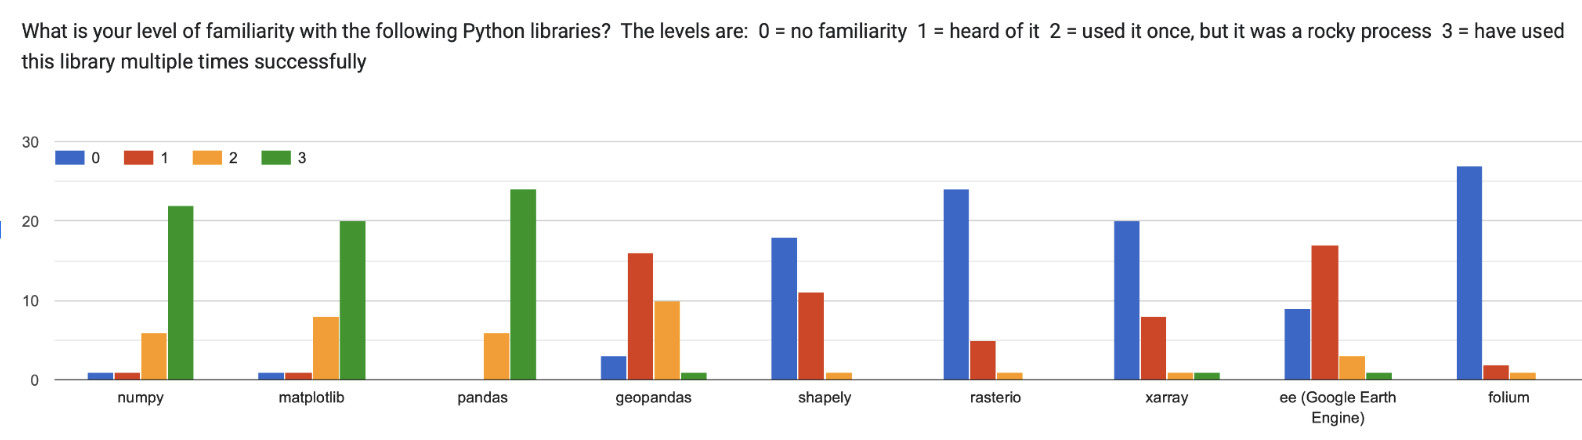 What is your level of familiarity with the following Python libraries?  The levels are:  0 = no familiarity  1 = heard of it  2 = used it once, but it was a rocky process  3 = have used
this library multiple times successfully
30
0 1 2 3
20
10
0
numpy matplotlib pandas geopandas shapely rasterio xarray ee (Google Earth folium
Engine)